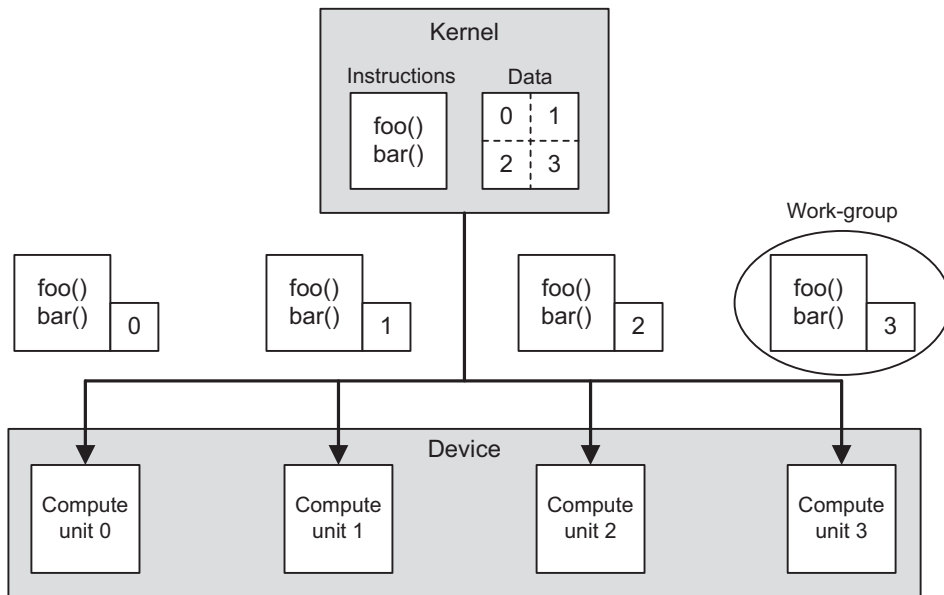 Kernel
Instructions
Data
foo()
bar()
0 1
2 3
Work-group
foo()
bar()
0
foo()
bar()
1
foo()
bar()
2
foo()
bar()
3
Device
Compute
unit 0
Compute
unit 1
Compute
unit 2
Compute
unit 3